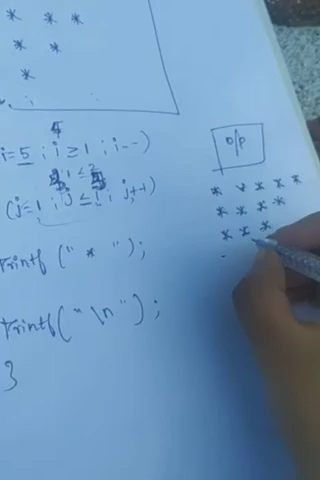 * * *
* *
*
i=5 ; i ≥ 1 ; i--)
(j=1 ; j ≤ i ; j++)
printf (" * ");
printf(" \n ");
}
o/p
* * * * *
* * * *
* * *